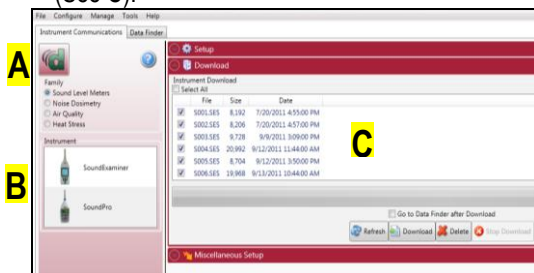 (See C).
File Configure Manage Tools Help
Instrument Communications Data Finder
A
Family
Sound Level Meters
Noise Dosimetry
Air Quality
Heat Stress
Instrument
B
SoundExaminer
SoundPro
Setup
Download
Instrument Download
Select All
File Size Date
S001.SES 8,192 7/20/2011 4:55:00 PM
S002.SES 8,206 7/20/2011 4:57:00 PM
S003.SES 9,728 9/9/2011 3:09:00 PM
S004.SES 20,992 9/12/2011 11:44:00 AM
S005.SES 8,704 9/12/2011 3:50:00 PM
S006.SES 19,968 9/13/2011 10:44:00 AM
C
Go to Data Finder after Download
Refresh Download Delete Stop Download
Miscellaneous Setup